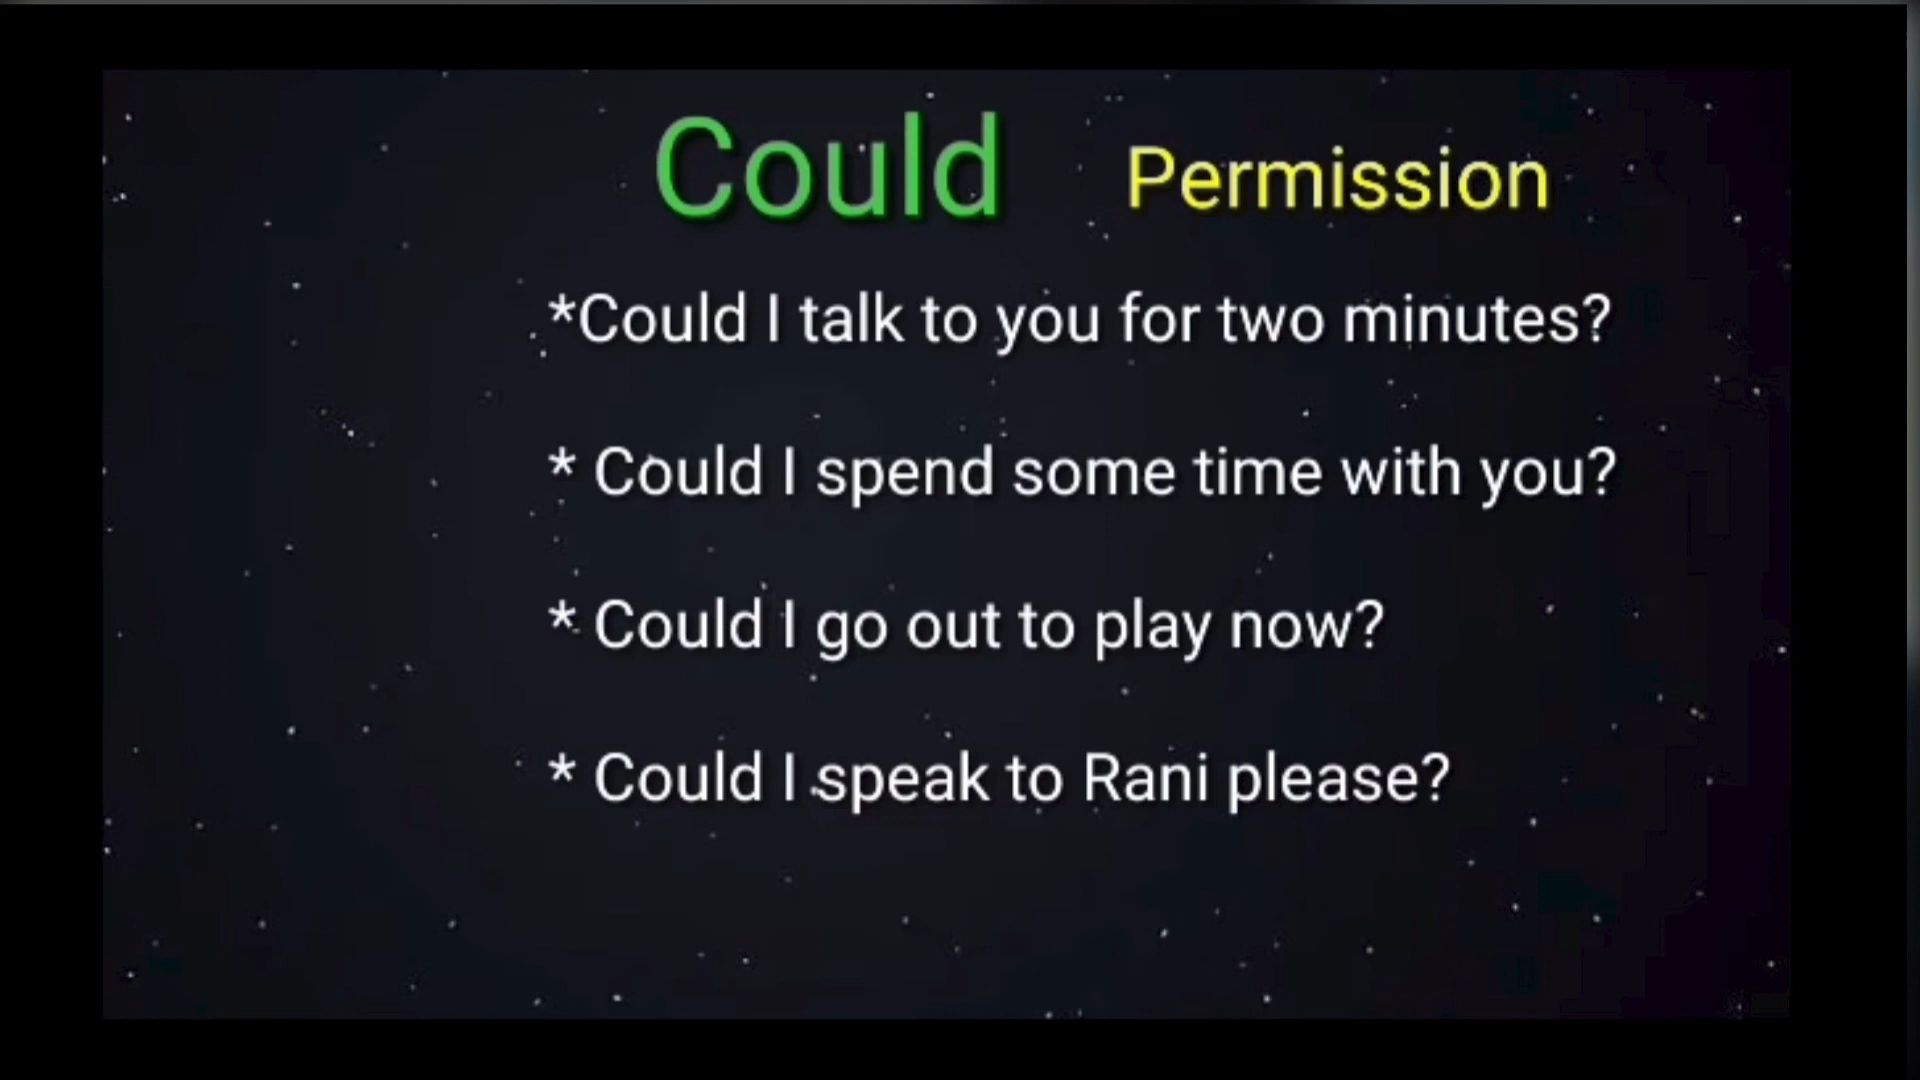 Could Permission
*Could I talk to you for two minutes?
* Could I spend some time with you?
* Could I go out to play now?
* Could I speak to Rani please?